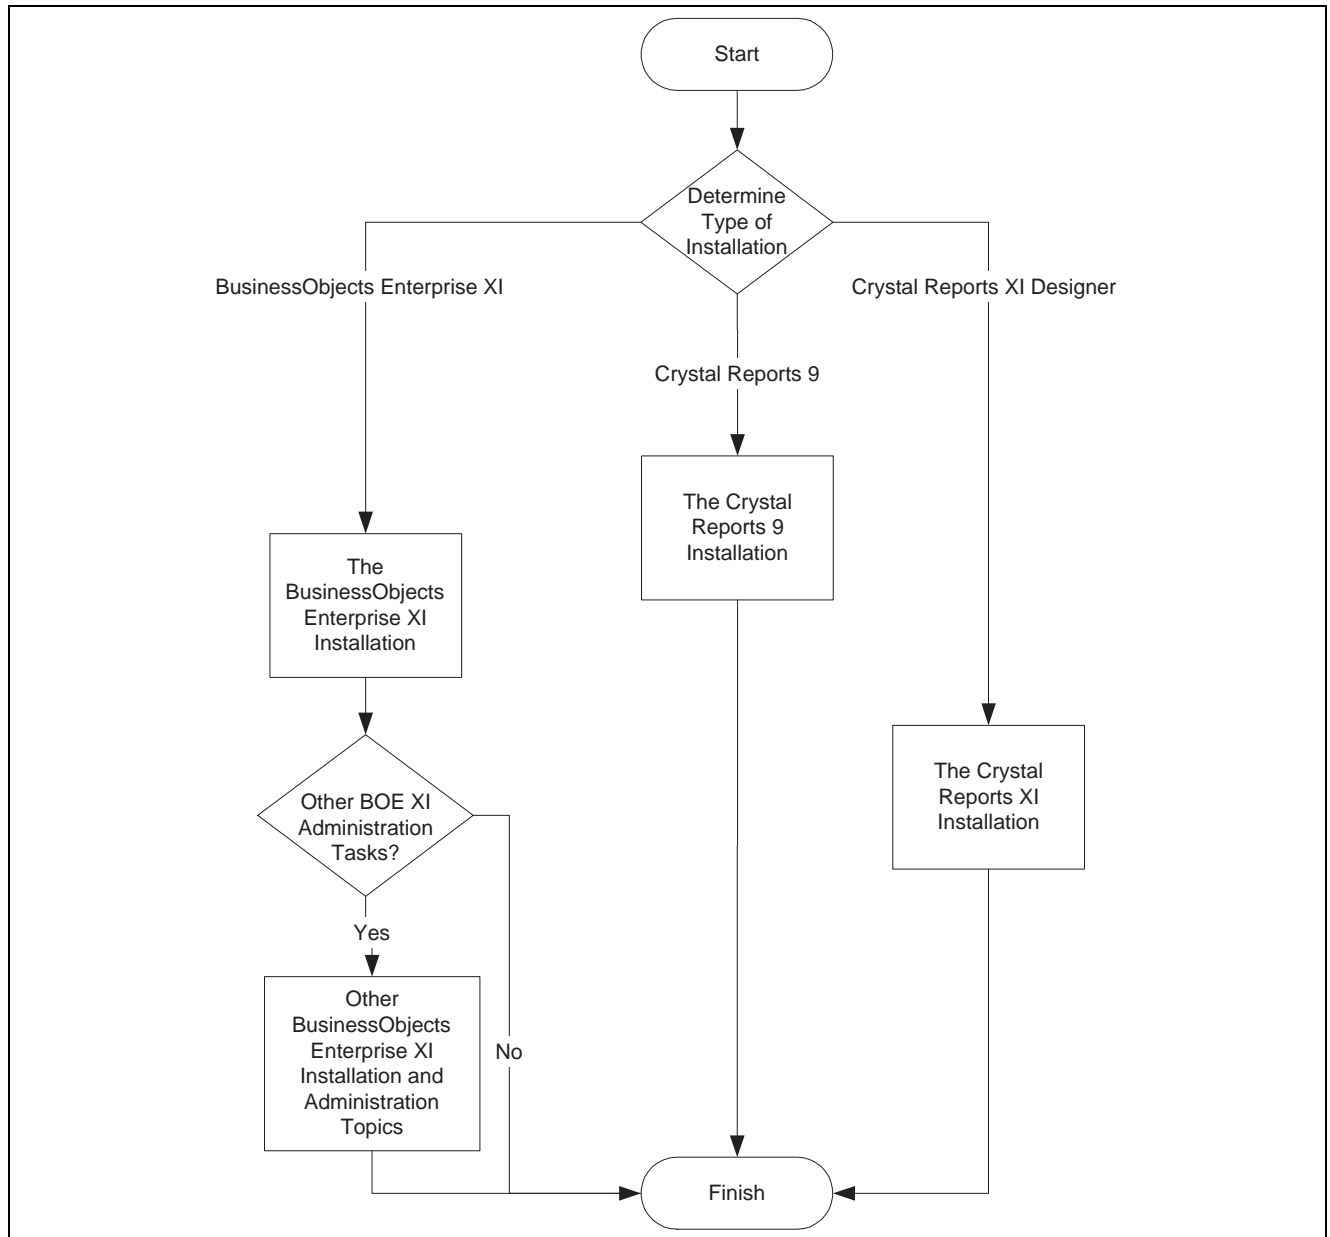 Start
Determine
Type of
Installation
BusinessObjects Enterprise XI
Crystal Reports XI Designer
Crystal Reports 9
The Crystal
Reports 9
Installation
The
BusinessObjects
Enterprise XI
Installation
The Crystal
Reports XI
Installation
Other BOE XI
Administration
Tasks?
Yes
Other
BusinessObjects
Enterprise XI
Installation and
Administration
Topics
No
Finish